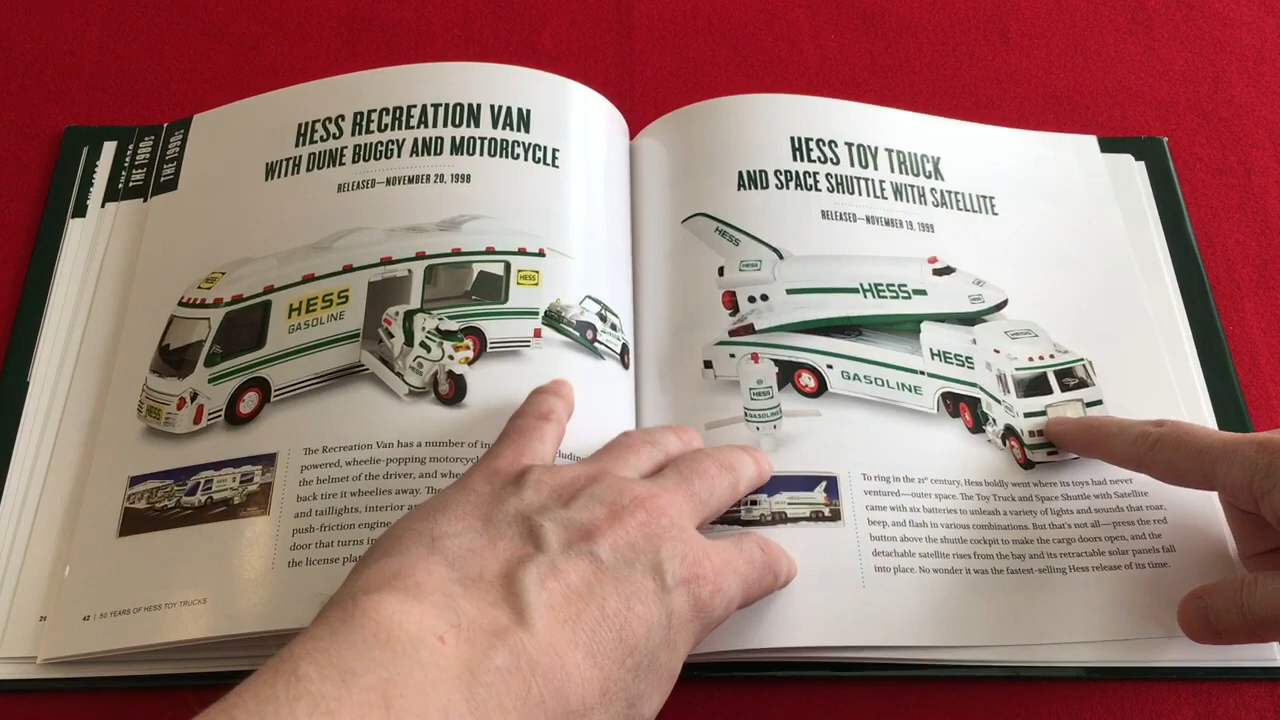 THE 1980s
THE 1990s
HESS RECREATION VAN
WITH DUNE BUGGY AND MOTORCYCLE
RELEASED—NOVEMBER 20, 1998
HESS
HESS
HESS
GASOLINE
HESS
HESS
The Recreation Van has a number of
powered, wheelie-popping motorcycle
the helmet of the driver, and
back tire it wheelies away. The
and taillights, interior
push-friction engine
door that turns
the license
42 | 50 YEARS OF HESS TOY TRUCKS
HESS TOY TRUCK
AND SPACE SHUTTLE WITH SATELLITE
RELEASED—NOVEMBER 19, 1999
HESS
HESS
HESS
HESS
HESS
HESS
GASOLINE
HESS
GASOLINE
To ring in the 21st century, Hess boldly went where its toys had never
ventured—outer space. The Toy Truck and Space Shuttle with Satellite
came with six batteries to unleash a variety of lights and sounds that roar,
beep, and flash in various combinations. But that's not all—press the red
button above the shuttle cockpit to make the cargo doors open, and the
detachable satellite rises from the bay and its retractable solar panels fall
into place. No wonder it was the fastest-selling Hess release of its time.